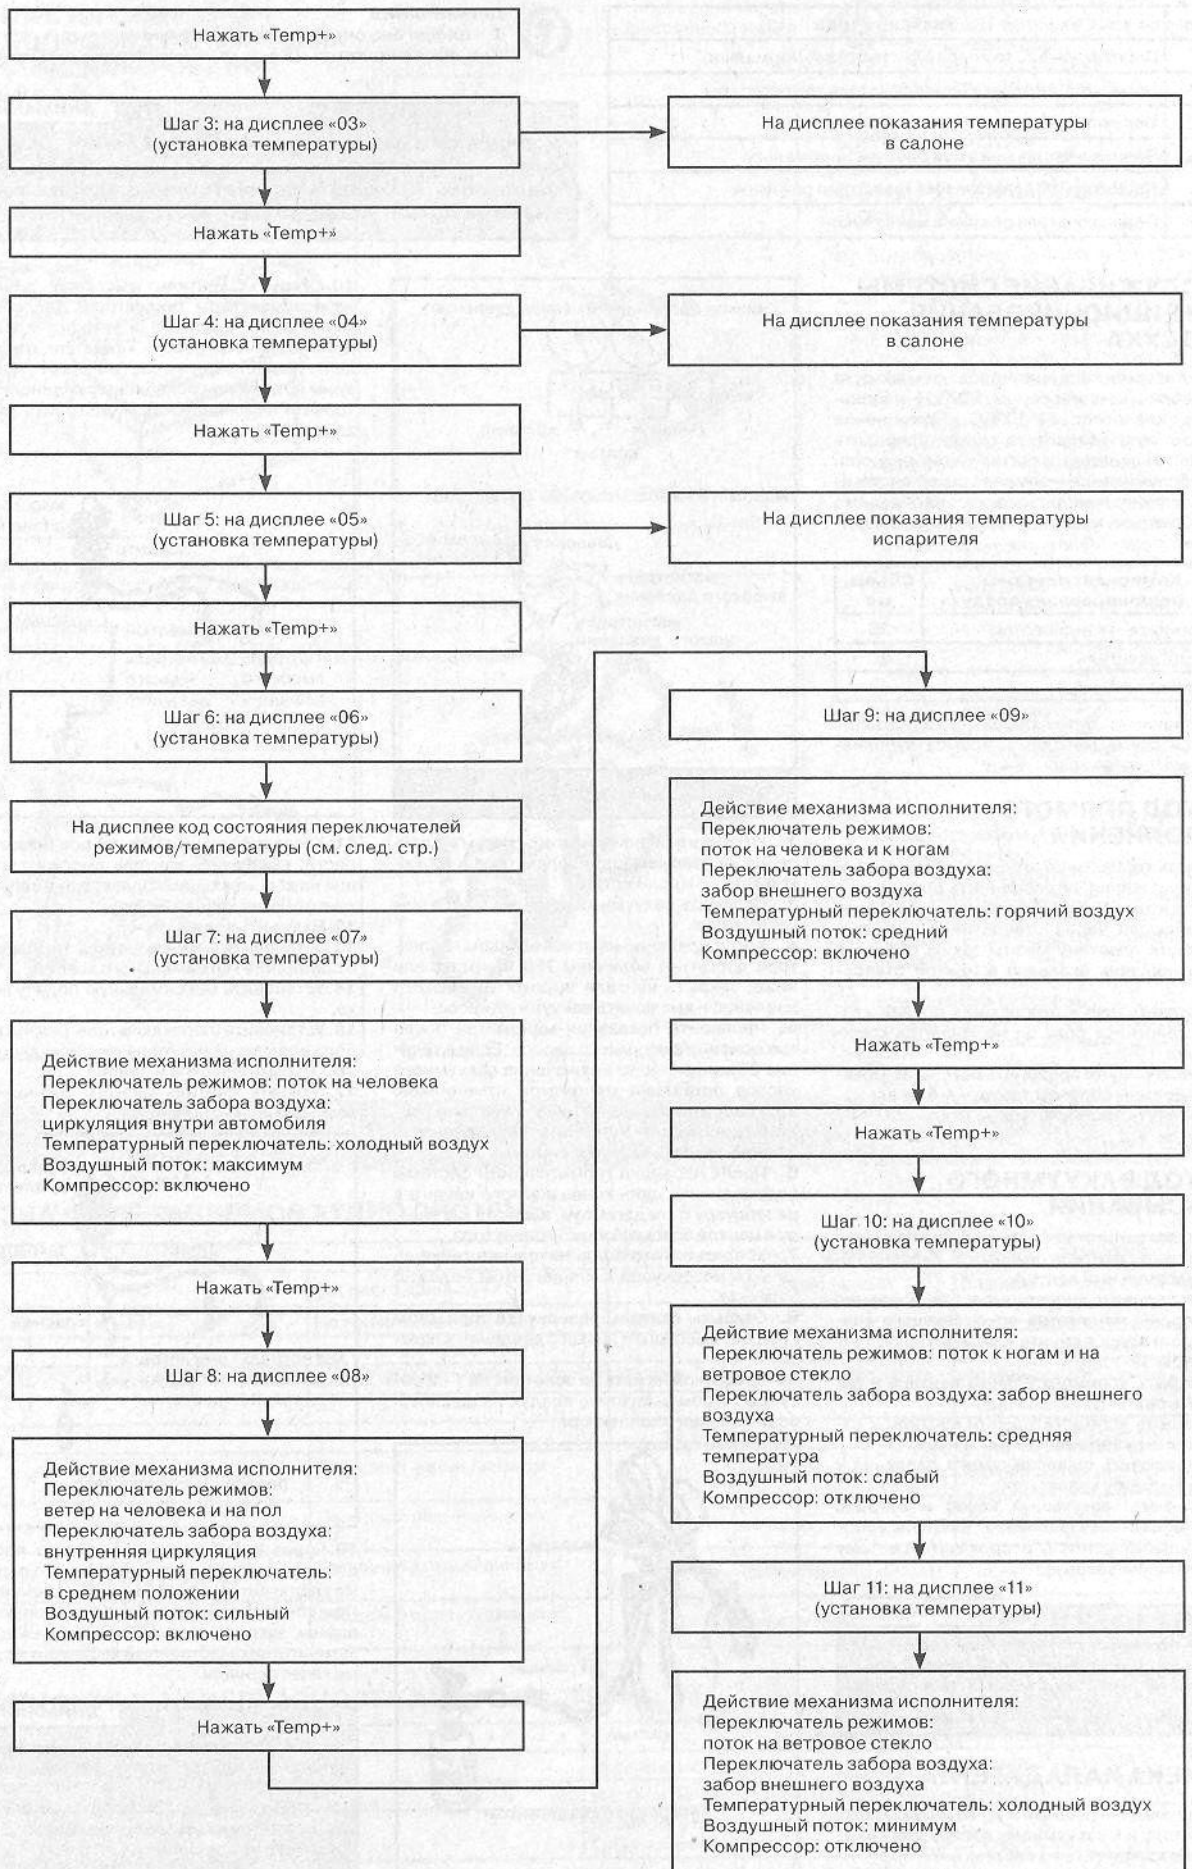 Нажать «Temp+»
Шаг 3: на дисплее «03»
(установка температуры)
На дисплее показания температуры
в салоне
Нажать «Temp+»
Шаг 4: на дисплее «04»
(установка температуры)
На дисплее показания температуры
в салоне
Нажать «Temp+»
Шаг 5: на дисплее «05»
(установка температуры)
На дисплее показания температуры
испарителя
Нажать «Temp+»
Шаг 6: на дисплее «06»
(установка температуры)
На дисплее код состояния переключателей
режимов/температуры (см. след. стр.)
Шаг 7: на дисплее «07»
(установка температуры)
Действие механизма исполнителя:
Переключатель режимов: поток на человека
Переключатель забора воздуха:
циркуляция внутри автомобиля
Температурный переключатель: холодный воздух
Воздушный поток: максимум
Компрессор: включено
Нажать «Temp+»
Шаг 8: на дисплее «08»
Действие механизма исполнителя:
Переключатель режимов:
ветер на человека и на пол
Переключатель забора воздуха:
внутренняя циркуляция
Температурный переключатель:
в среднем положении
Воздушный поток: сильный
Компрессор: включено
Нажать «Temp+»
Шаг 9: на дисплее «09»
Действие механизма исполнителя:
Переключатель режимов:
поток на человека и к ногам
Переключатель забора воздуха:
забор внешнего воздуха
Температурный переключатель: горячий воздух
Воздушный поток: средний
Компрессор: включено
Нажать «Temp+»
Нажать «Temp+»
Шаг 10: на дисплее «10»
(установка температуры)
Действие механизма исполнителя:
Переключатель режимов: поток к ногам и на
ветровое стекло
Переключатель забора воздуха: забор внешнего
воздуха
Температурный переключатель: средняя
температура
Воздушный поток: слабый
Компрессор: отключено
Шаг 11: на дисплее «11»
(установка температуры)
Действие механизма исполнителя:
Переключатель режимов:
поток на ветровое стекло
Переключатель забора воздуха:
забор внешнего воздуха
Температурный переключатель: холодный воздух
Воздушный поток: минимум
Компрессор: отключено